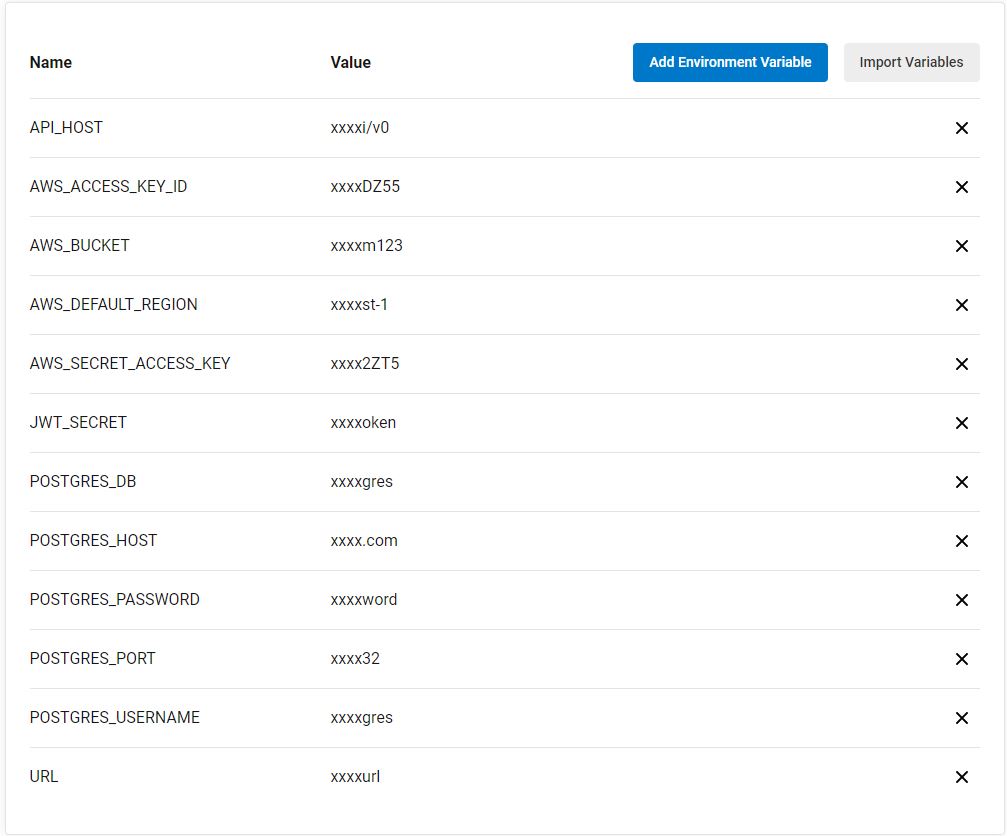 Name Value Add Environment Variable Import Variables
API_HOST xxxxi/v0
AWS_ACCESS_KEY_ID xxxxDZ55
AWS_BUCKET xxxxm123
AWS_DEFAULT_REGION xxxxst-1
AWS_SECRET_ACCESS_KEY xxxx2ZT5
JWT_SECRET xxxxoken
POSTGRES_DB xxxxgres
POSTGRES_HOST xxxx.com
POSTGRES_PASSWORD xxxxword
POSTGRES_PORT xxxx32
POSTGRES_USERNAME xxxxgres
URL xxxxurl